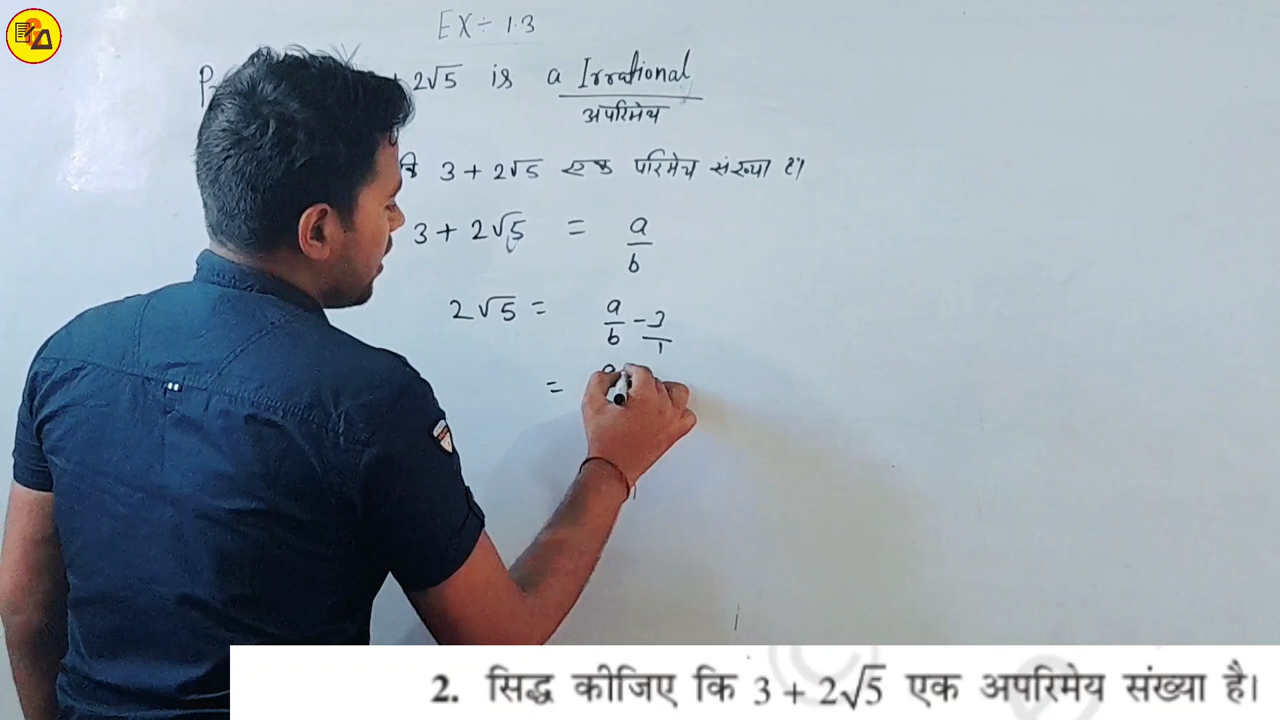 EX ÷ 1.3
2√5 is a Irrational
अपरिमेय
कि 3 + 2√5 एक परिमेय संख्या है।
3 + 2√5 = a/b
2√5 = a/b - 3/1
=
2. सिद्ध कीजिए कि 3 + 2√5 एक अपरिमेय संख्या है।